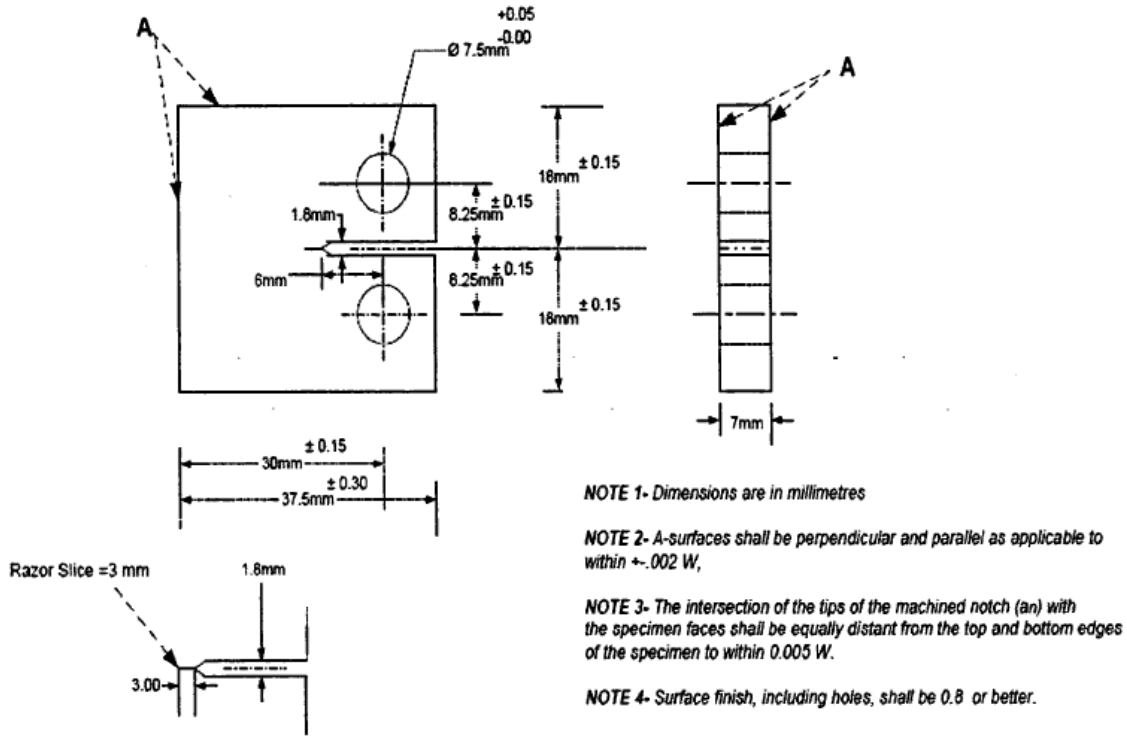 +0.05
-0.00
Ø 7.5mm
A
A
18mm ± 0.15
8.25mm ± 0.15
1.8mm
6mm
8.25mm ± 0.15
18mm ± 0.15
7mm
30mm ± 0.15
37.5mm ± 0.30
NOTE 1- Dimensions are in millimetres
NOTE 2- A-surfaces shall be perpendicular and parallel as applicable to
within +-.002 W,
NOTE 3- The intersection of the tips of the machined notch (an) with
the specimen faces shall be equally distant from the top and bottom edges
of the specimen to within 0.005 W.
NOTE 4- Surface finish, including holes, shall be 0.8 or better.
Razor Slice =3 mm
1.8mm
3.00